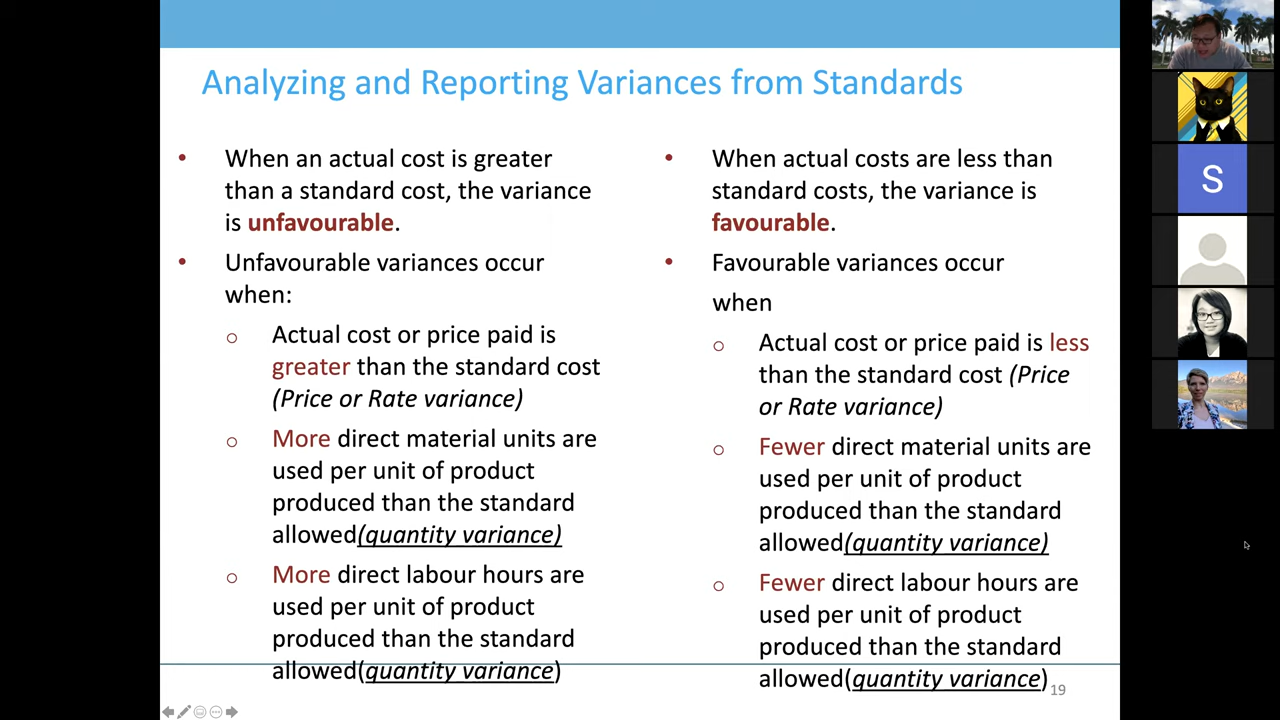 Analyzing and Reporting Variances from Standards
• When an actual cost is greater
than a standard cost, the variance
is unfavourable.
• Unfavourable variances occur
when:
o Actual cost or price paid is
greater than the standard cost
(Price or Rate variance)
o More direct material units are
used per unit of product
produced than the standard
allowed(quantity variance)
o More direct labour hours are
used per unit of product
produced than the standard
allowed(quantity variance)
• When actual costs are less than
standard costs, the variance is
favourable.
• Favourable variances occur
when
o Actual cost or price paid is less
than the standard cost (Price
or Rate variance)
o Fewer direct material units are
used per unit of product
produced than the standard
allowed(quantity variance)
o Fewer direct labour hours are
used per unit of product
produced than the standard
allowed(quantity variance)
19
S